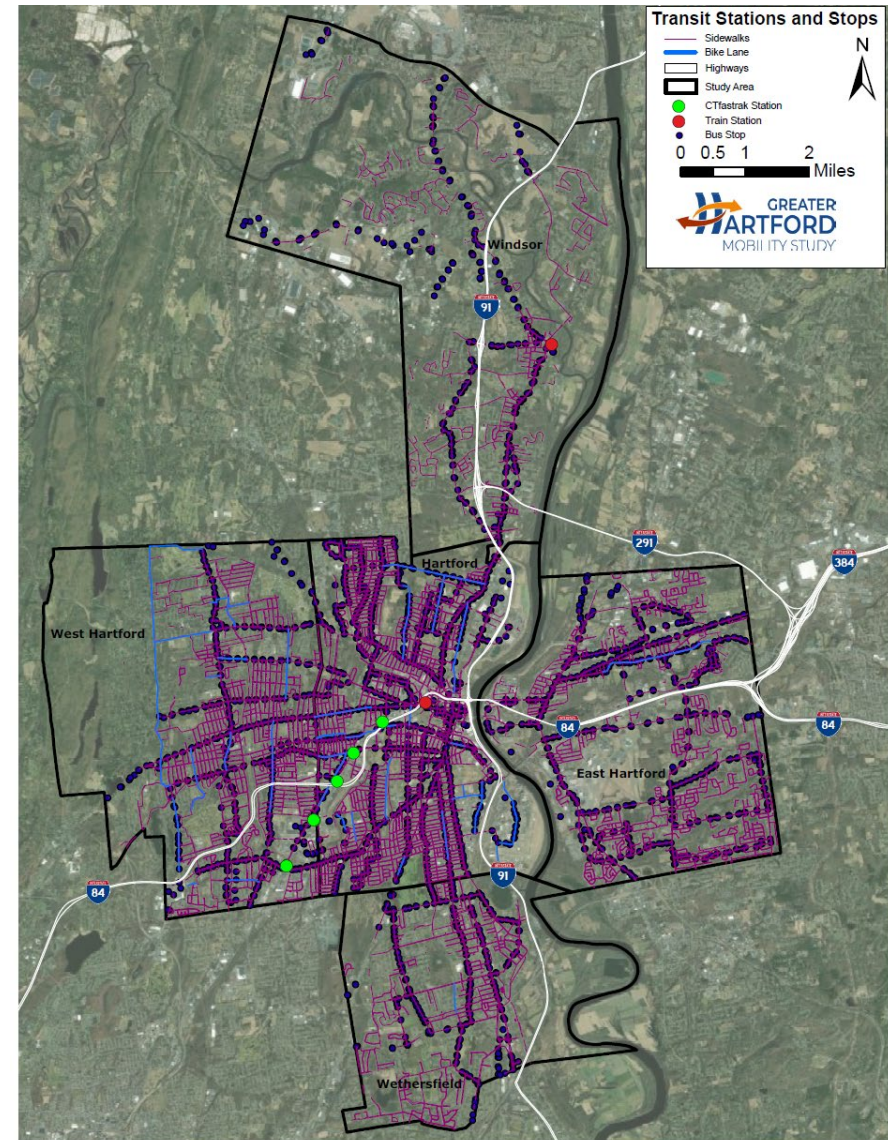 Transit Stations and Stops
Sidewalks
Bike Lane
Highways
Study Area
CTfastrak Station
Train Station
Bus Stop
N
0 0.5 1 2
Miles
GREATER
HARTFORD
MOBILITY STUDY
Windsor
91
291
384
Hartford
West Hartford
84
84
East Hartford
91
84
Wethersfield